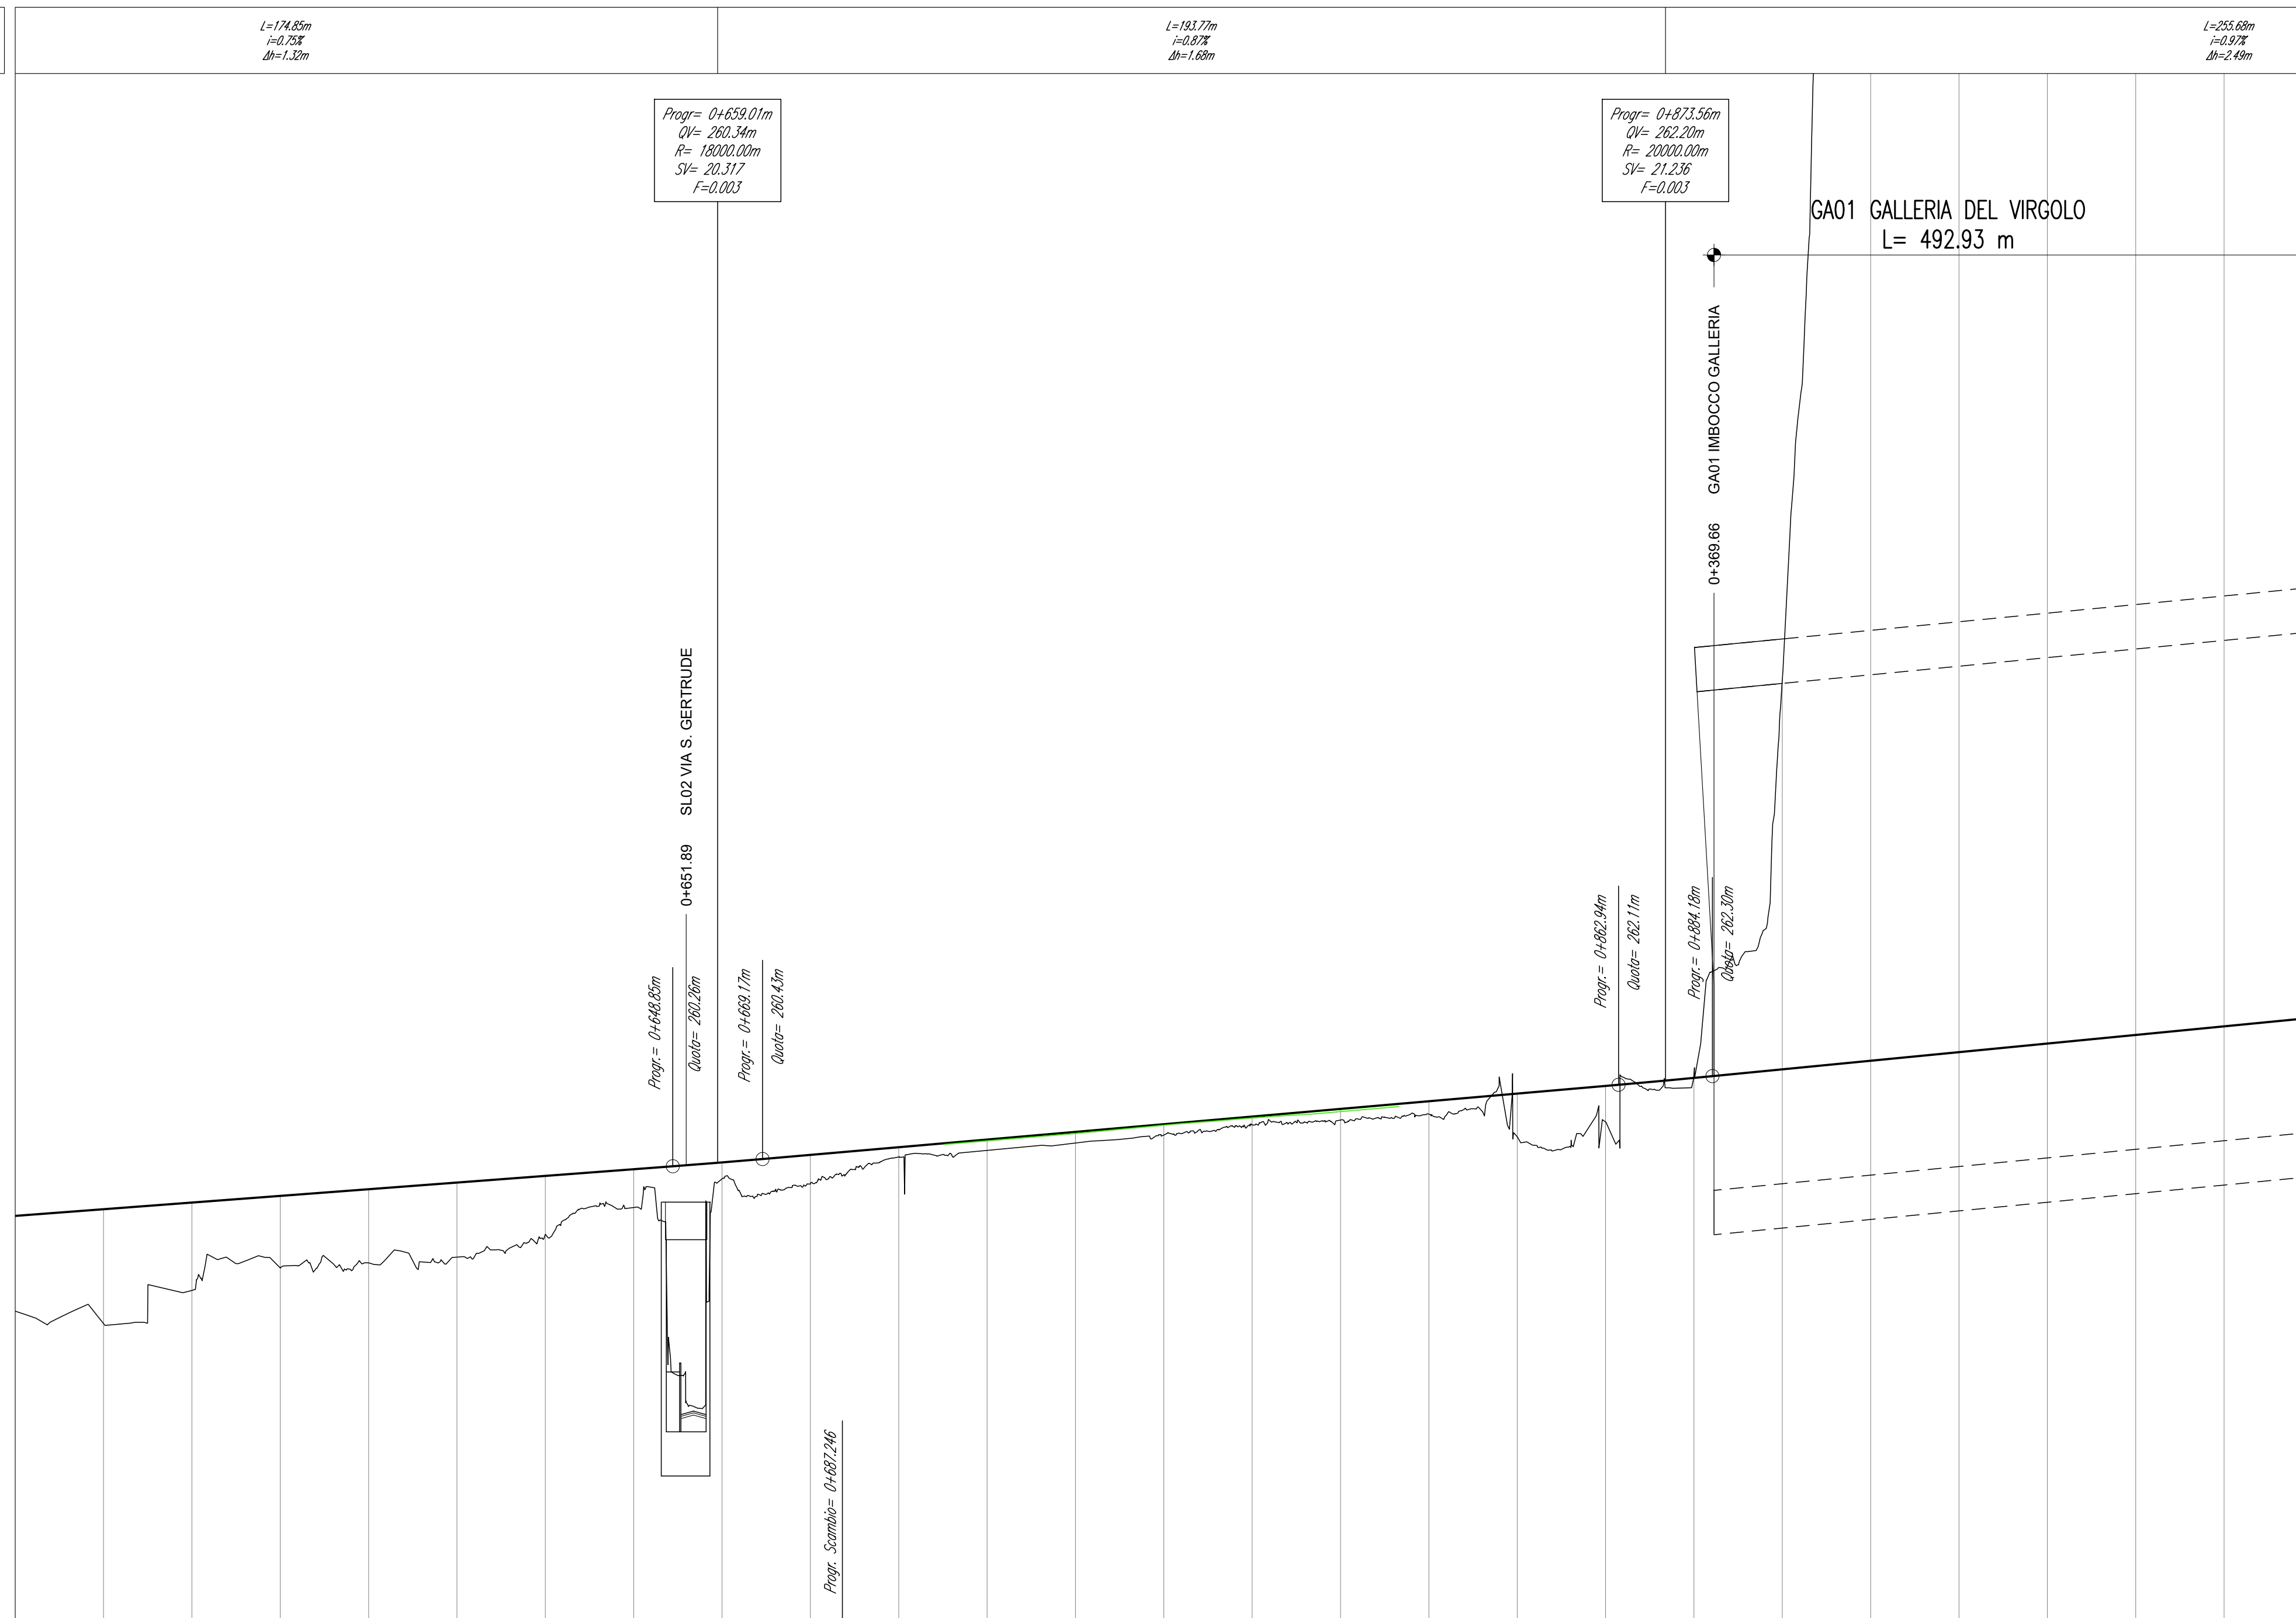 L=174.85m
i=0.75%
Δh=1.32m
L=193.77m
i=0.87%
Δh=1.68m
L=255.68m
i=0.97%
Δh=2.49m
Progr= 0+659.01m
QV= 260.34m
R= 18000.00m
SV= 20.317
F=0.003
Progr= 0+873.56m
QV= 262.20m
R= 20000.00m
SV= 21.236
F=0.003
GA01 GALLERIA DEL VIRGOLO
L= 492.93 m
0+369.66 GA01 IMBOCCO GALLERIA
0+651.89 SL02 VIA S. GERTRUDE
Progr.= 0+648.85m
Quota= 260.26m
Progr.= 0+669.17m
Quota= 260.43m
Progr.= 0+862.94m
Quota= 262.11m
Progr.= 0+884.18m
Quota= 262.30m
Progr. Scambio= 0+687.246